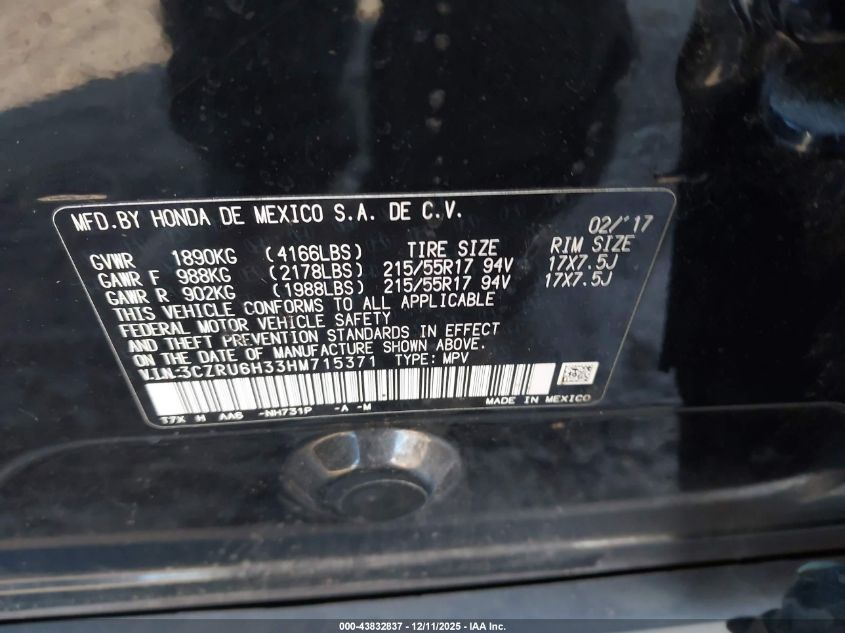 MFD.BY HONDA DE MEXICO S.A. DE C.V. 02/'17
GVWR 1890KG (4166LBS) TIRE SIZE RIM SIZE
GAWR F 988KG (2178LBS) 215/55R17 94V 17X7.5J
GAWR R 902KG (1988LBS) 215/55R17 94V 17X7.5J
THIS VEHICLE CONFORMS TO ALL APPLICABLE
FEDERAL MOTOR VEHICLE SAFETY
AND THEFT PREVENTION STANDARDS IN EFFECT
ON THE DATE OF MANUFACTURE SHOWN ABOVE.
VIN:3CZRU6H33HM715371 TYPE: MPV
MADE IN MEXICO
17X H AA6 -NH731P -A -M
000-43832837 - 12/11/2025 - IAA Inc.